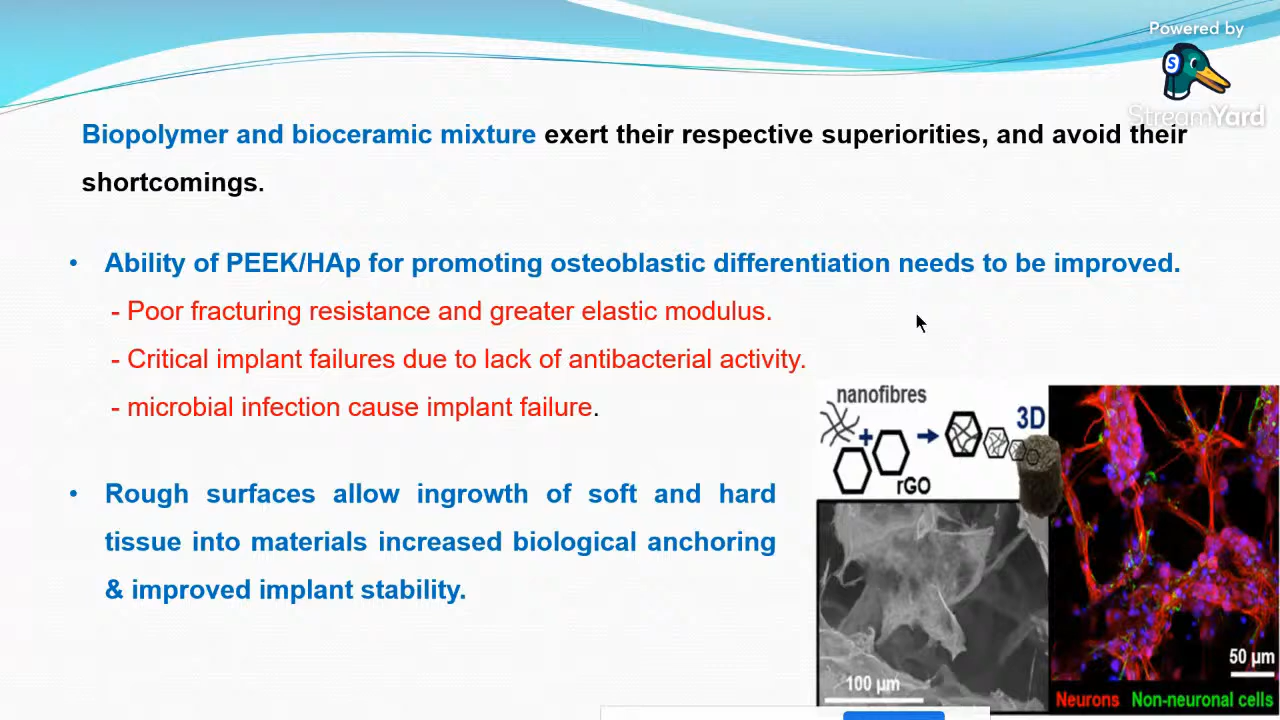 Powered by
S
StreamYard
Biopolymer and bioceramic mixture exert their respective superiorities, and avoid their
shortcomings.
• Ability of PEEK/HAp for promoting osteoblastic differentiation needs to be improved.
- Poor fracturing resistance and greater elastic modulus.
- Critical implant failures due to lack of antibacterial activity.
- microbial infection cause implant failure.
• Rough surfaces allow ingrowth of soft and hard
tissue into materials increased biological anchoring
& improved implant stability.
nanofibres
+
3D
rGO
100 µm
50 µm
Neurons Non-neuronal cells